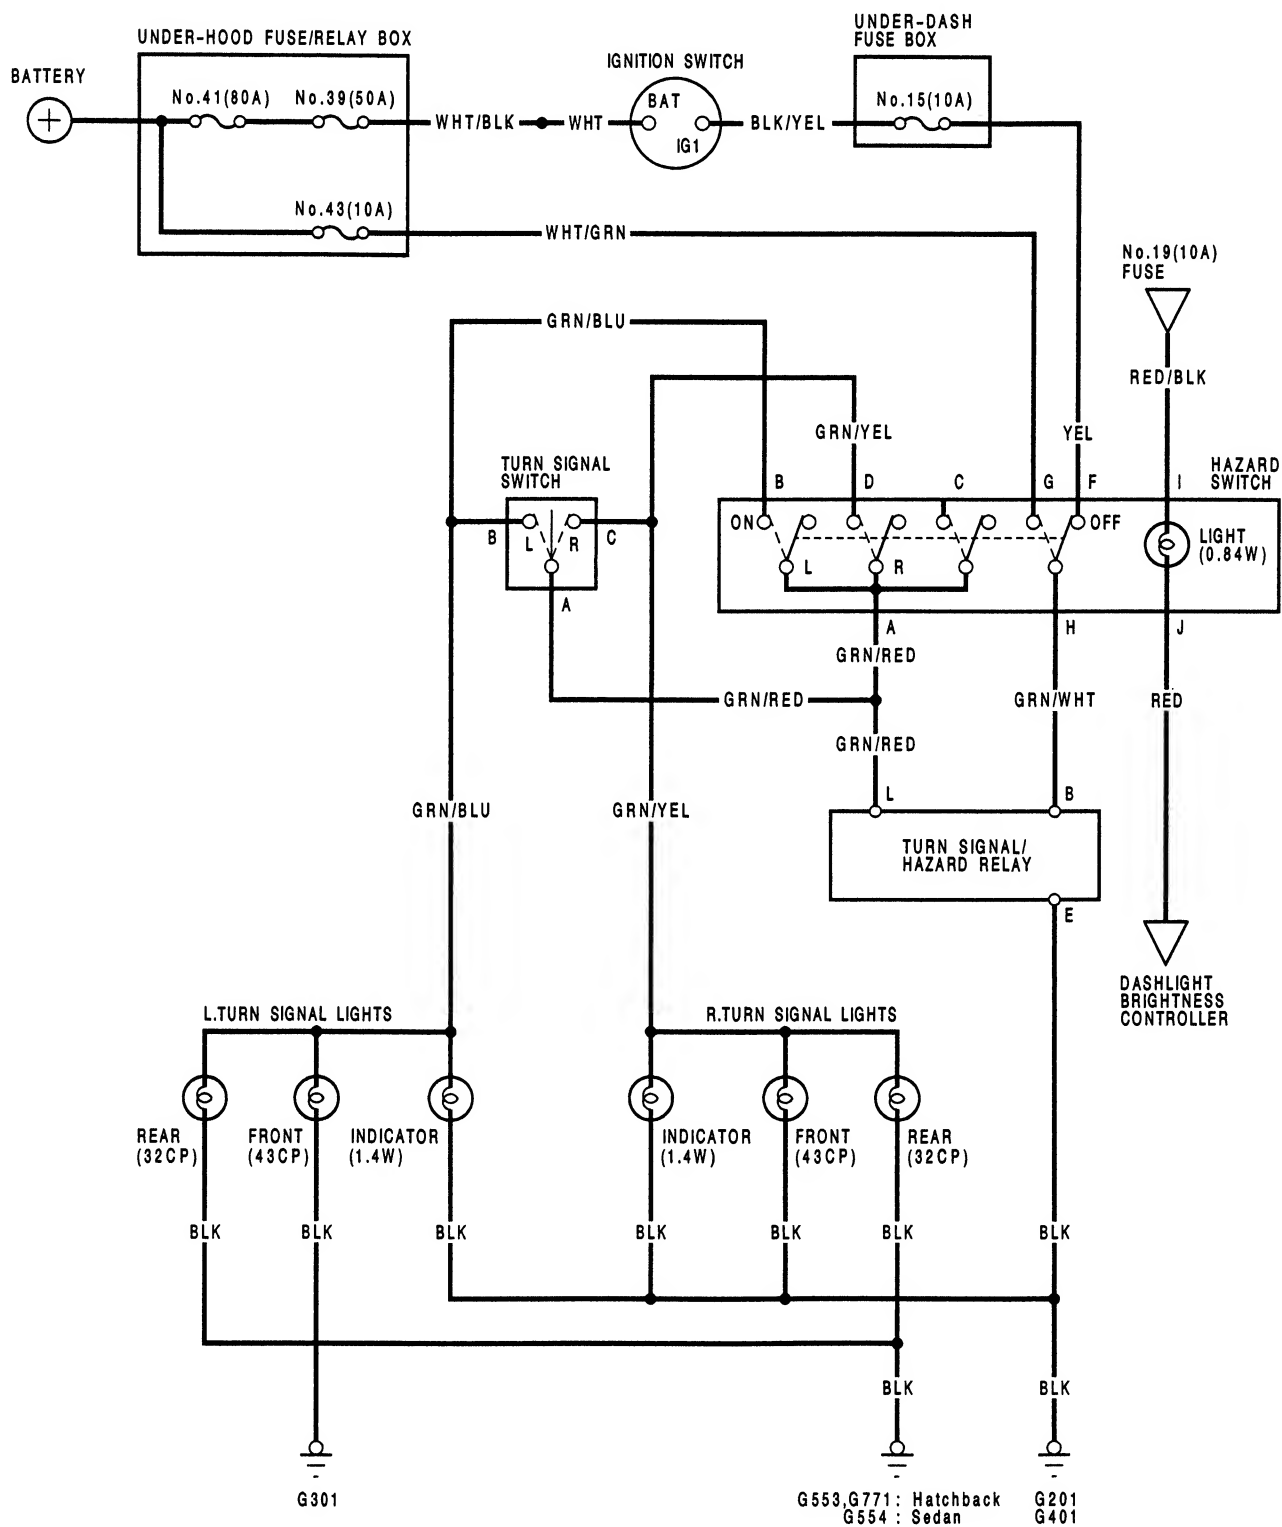 UNDER-HOOD FUSE/RELAY BOX
UNDER-DASH
FUSE BOX
IGNITION SWITCH
BATTERY
No.41(80A)
No.39(50A)
BAT
No.15(10A)
WHT/BLK
WHT
BLK/YEL
IG1
No.43(10A)
WHT/GRN
No.19(10A)
FUSE
GRN/BLU
RED/BLK
GRN/YEL
YEL
TURN SIGNAL
SWITCH
B
D
C
G
F
I
HAZARD
SWITCH
ON
OFF
LIGHT
(0.84W)
B
L
R
C
L
R
A
A
H
J
GRN/RED
GRN/RED
GRN/WHT
RED
GRN/RED
L
B
GRN/BLU
GRN/YEL
TURN SIGNAL/
HAZARD RELAY
E
DASHLIGHT
BRIGHTNESS
CONTROLLER
L.TURN SIGNAL LIGHTS
R.TURN SIGNAL LIGHTS
REAR
(32CP)
FRONT
(43CP)
INDICATOR
(1.4W)
INDICATOR
(1.4W)
FRONT
(43CP)
REAR
(32CP)
BLK
BLK
BLK
BLK
BLK
BLK
BLK
BLK
BLK
G301
G553,G771: Hatchback
G554 : Sedan
G201
G401